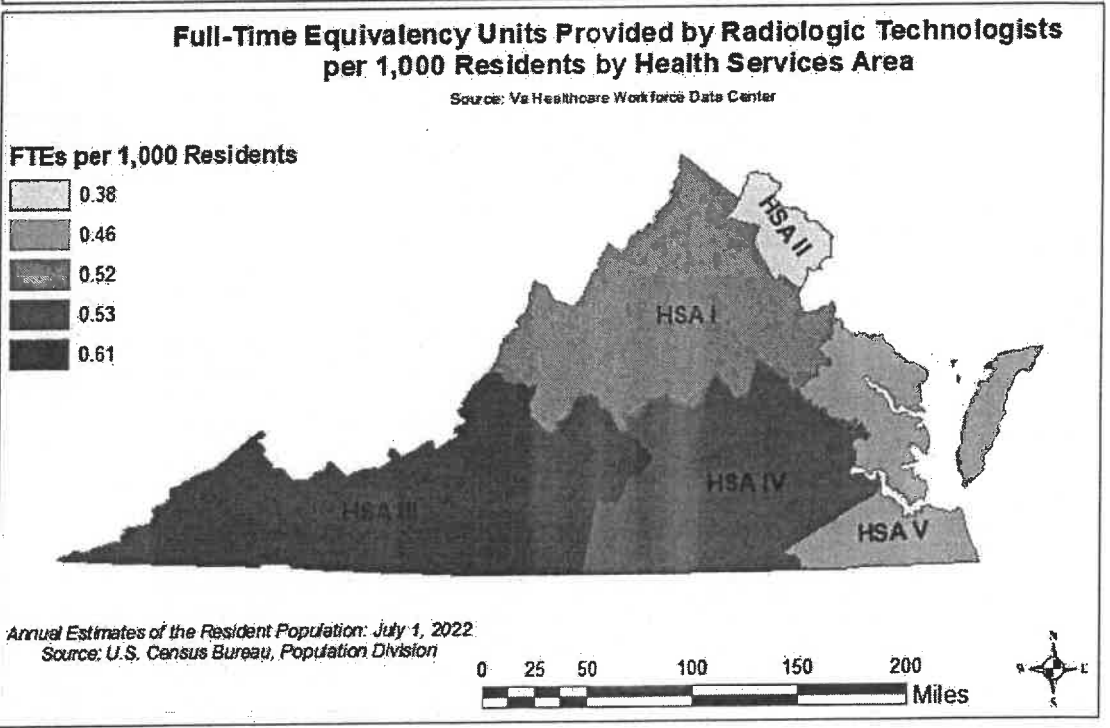 Full-Time Equivalency Units Provided by Radiologic Technologists
per 1,000 Residents by Health Services Area
Source: Va Healthcare Workforce Data Center
FTEs per 1,000 Residents
0.38
0.46
0.52
0.53
0.61
HSA II
HSA I
HSA IV
HSA III
HSA V
Annual Estimates of the Resident Population: July 1, 2022
Source: U.S. Census Bureau, Population Division
0 25 50 100 150 200
Miles
N
W E
S